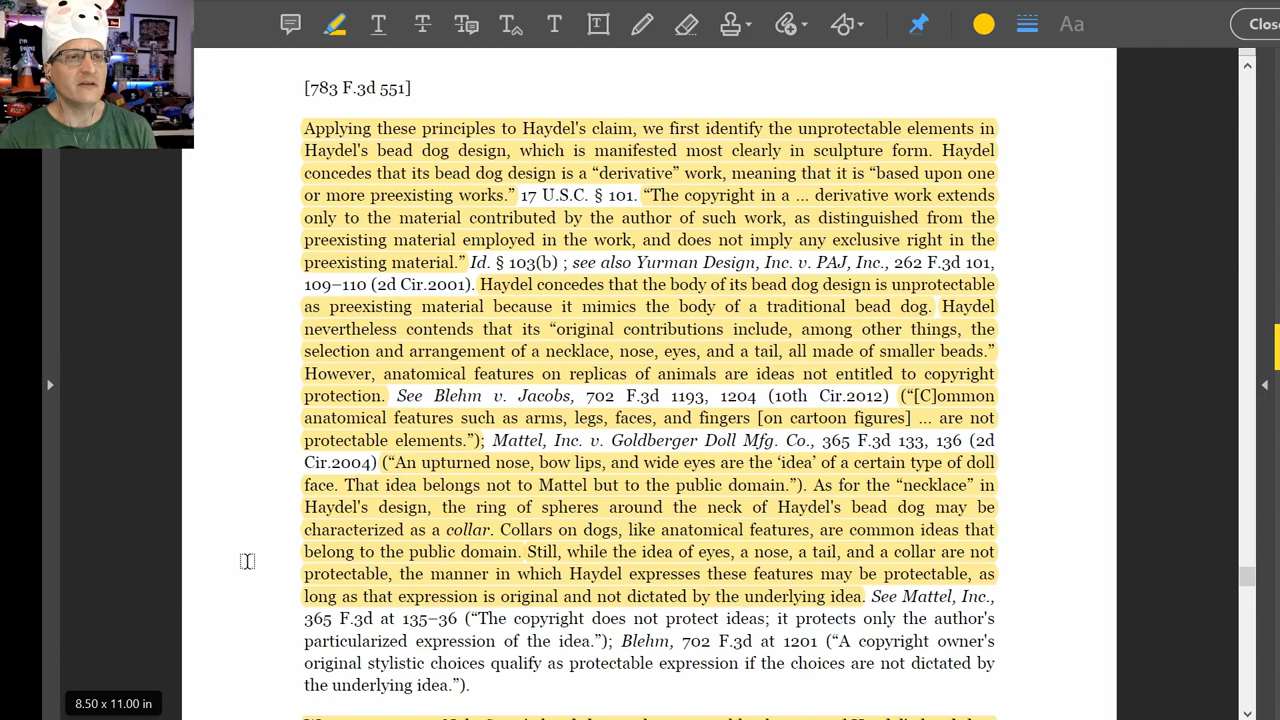 Aa
Clos
[783 F.3d 551]
Applying these principles to Haydel's claim, we first identify the unprotectable elements in
Haydel's bead dog design, which is manifested most clearly in sculpture form. Haydel
concedes that its bead dog design is a “derivative” work, meaning that it is “based upon one
or more preexisting works.” 17 U.S.C. § 101. “The copyright in a ... derivative work extends
only to the material contributed by the author of such work, as distinguished from the
preexisting material employed in the work, and does not imply any exclusive right in the
preexisting material.” Id. § 103(b) ; see also Yurman Design, Inc. v. PAJ, Inc., 262 F.3d 101,
109–110 (2d Cir.2001). Haydel concedes that the body of its bead dog design is unprotectable
as preexisting material because it mimics the body of a traditional bead dog. Haydel
nevertheless contends that its “original contributions include, among other things, the
selection and arrangement of a necklace, nose, eyes, and a tail, all made of smaller beads.”
However, anatomical features on replicas of animals are ideas not entitled to copyright
protection. See Blehm v. Jacobs, 702 F.3d 1193, 1204 (10th Cir.2012) (“[C]ommon
anatomical features such as arms, legs, faces, and fingers [on cartoon figures] ... are not
protectable elements.”); Mattel, Inc. v. Goldberger Doll Mfg. Co., 365 F.3d 133, 136 (2d
Cir.2004) (“An upturned nose, bow lips, and wide eyes are the ‘idea’ of a certain type of doll
face. That idea belongs not to Mattel but to the public domain.”). As for the “necklace” in
Haydel's design, the ring of spheres around the neck of Haydel's bead dog may be
characterized as a collar. Collars on dogs, like anatomical features, are common ideas that
belong to the public domain. Still, while the idea of eyes, a nose, a tail, and a collar are not
protectable, the manner in which Haydel expresses these features may be protectable, as
long as that expression is original and not dictated by the underlying idea. See Mattel, Inc.,
365 F.3d at 135–36 (“The copyright does not protect ideas; it protects only the author's
particularized expression of the idea.”); Blehm, 702 F.3d at 1201 (“A copyright owner's
original stylistic choices qualify as protectable expression if the choices are not dictated by
the underlying idea.”).
8.50 x 11.00 in